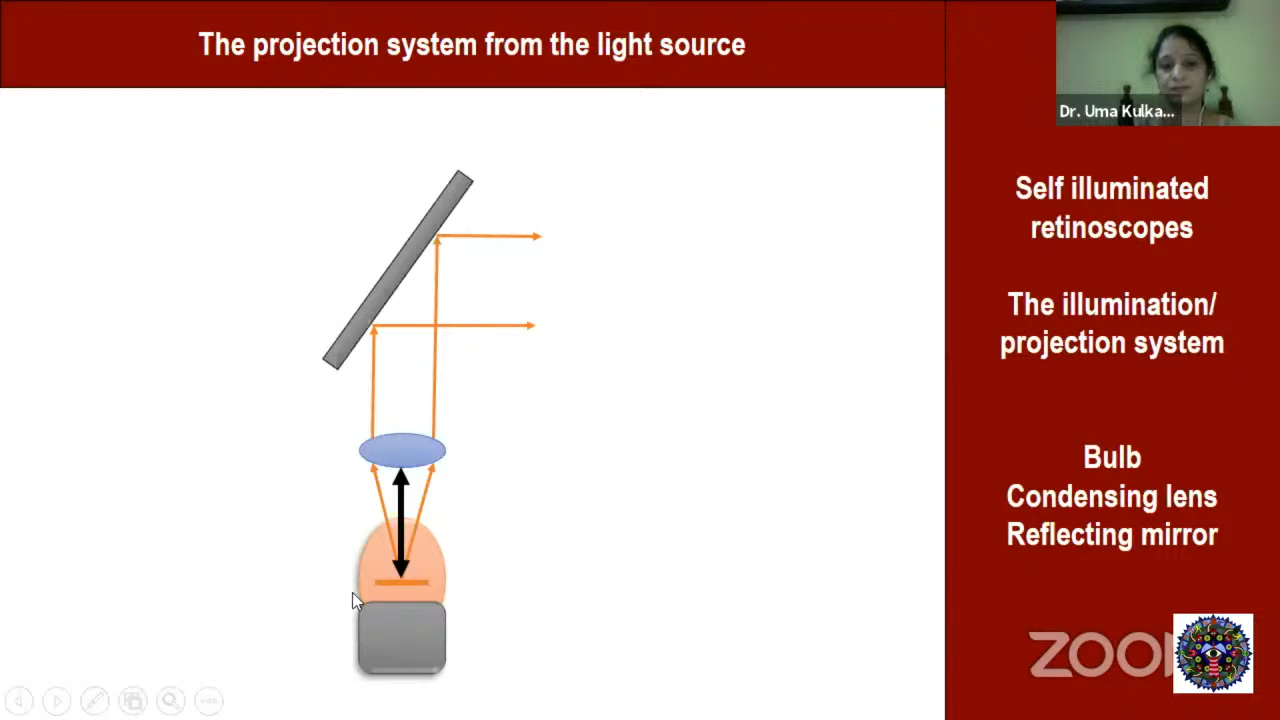 The projection system from the light source
Dr. Uma Kulka...
Self illuminated
retinoscopes
The illumination/
projection system
Bulb
Condensing lens
Reflecting mirror